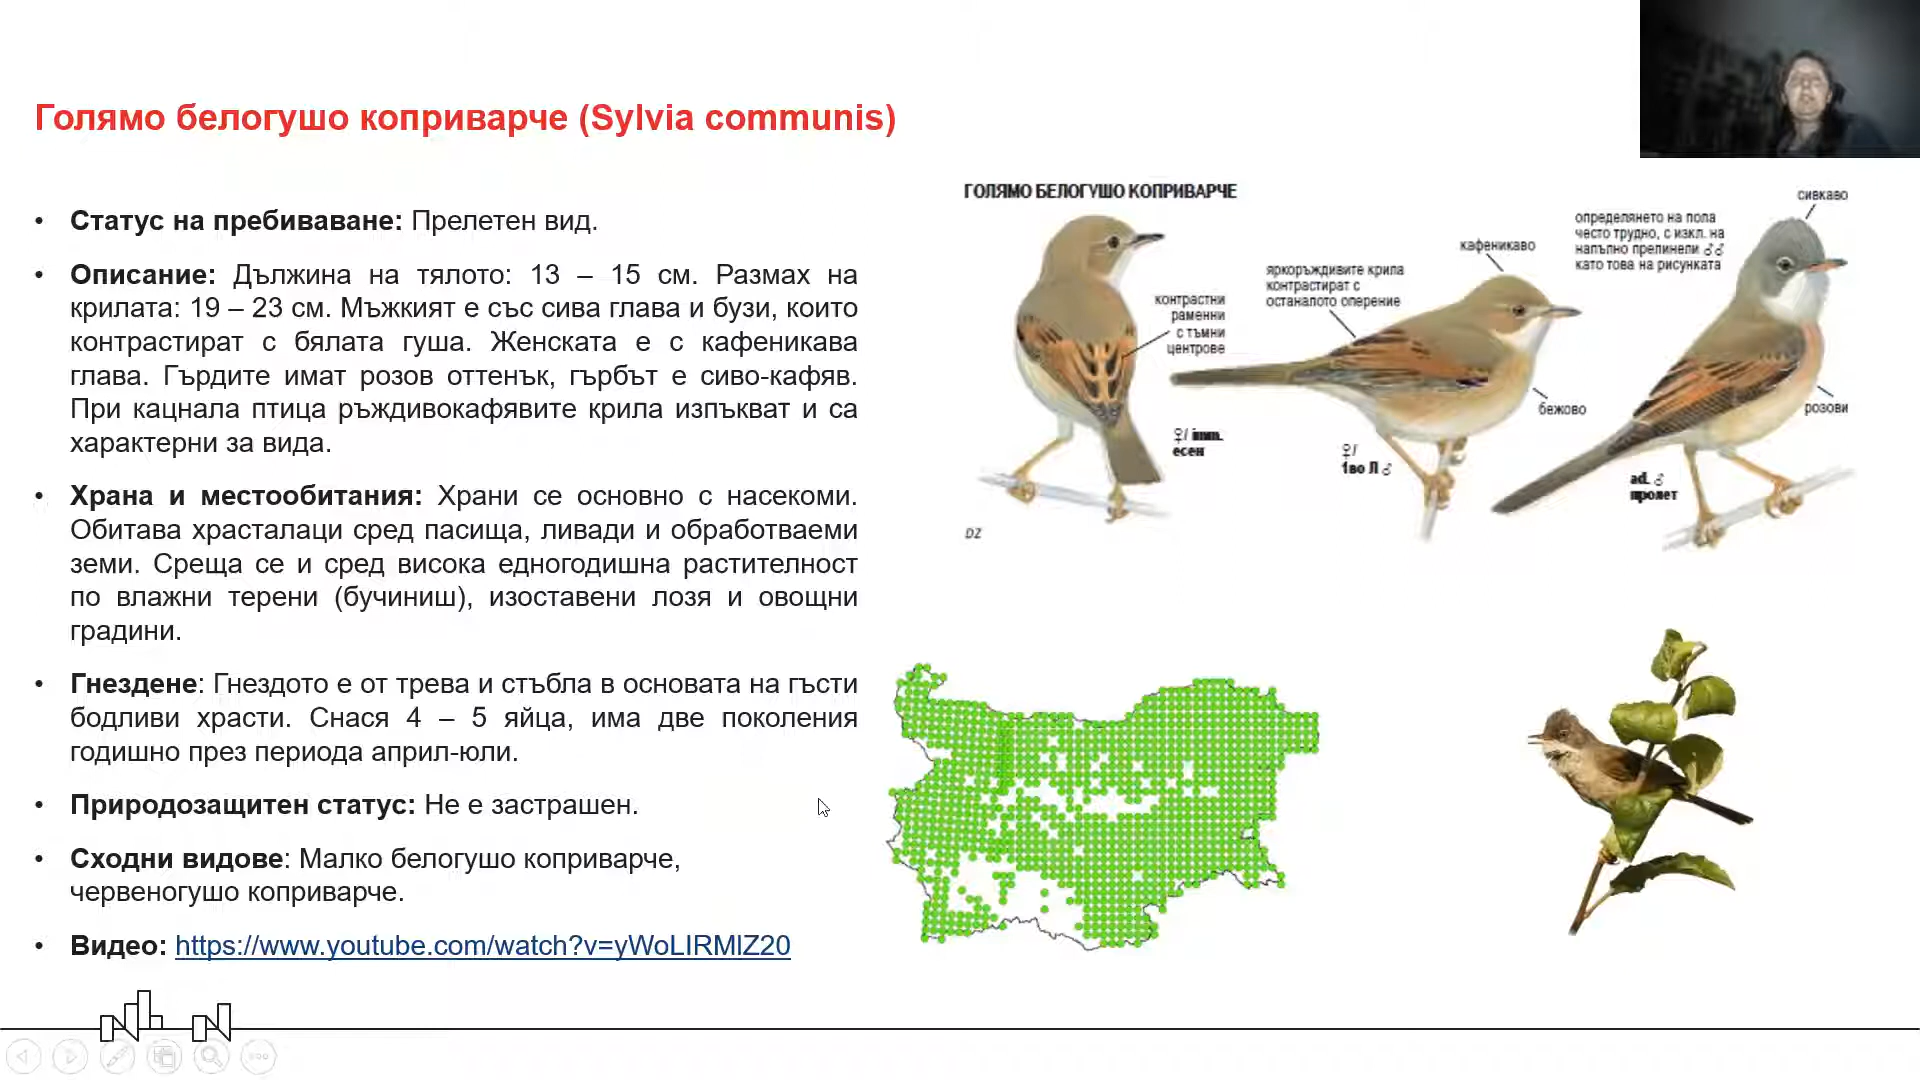 Голямо белогушо коприварче (Sylvia communis)
• Статус на пребиваване: Прелетен вид.
• Описание: Дължина на тялото: 13 – 15 см. Размах на
крилата: 19 – 23 см. Мъжкият е със сива глава и бузи, които
контрастират с бялата гуша. Женската е с кафеникава
глава. Гърдите имат розов оттенък, гърбът е сиво-кафяв.
При кацнала птица ръждивокафявите крила изпъкват и са
характерни за вида.
• Храна и местообитания: Храни се основно с насекоми.
Обитава храсталаци сред пасища, ливади и обработваеми
земи. Среща се и сред висока едногодишна растителност
по влажни терени (бучиниш), изоставени лозя и овощни
градини.
• Гнездене: Гнездото е от трева и стъбла в основата на гъсти
бодливи храсти. Снася 4 – 5 яйца, има две поколения
годишно през периода април-юли.
• Природозащитен статус: Не е застрашен.
• Сходни видове: Малко белогушо коприварче,
червеногушо коприварче.
• Видео: https://www.youtube.com/watch?v=yWoLIRMlZ20
ГОЛЯМО БЕЛОГУШО КОПРИВАРЧЕ
контрастни
раменни
с тъмни
центрове
♀/ imm.
есен
яркоръждивите крила
контрастират с
останалото оперение
кафеникаво
бежово
♀/
1во Л ♂
определянето на пола
често трудно, с изкл. на
напълно прелинели ♂♂
като това на рисунката
сивкаво
розови
ad. ♂
пролет
DZ